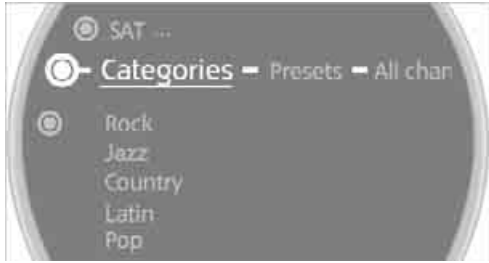 SAT ...
Categories - Presets - All chan
Rock
Jazz
Country
Latin
Pop